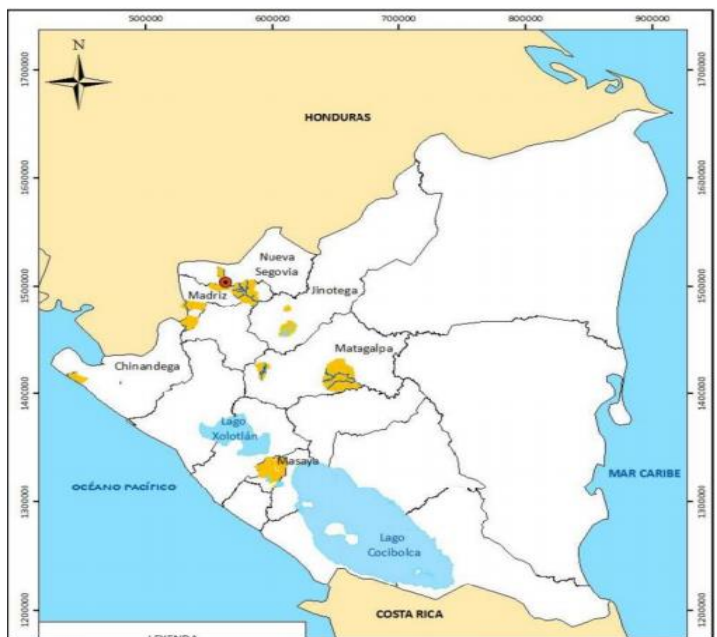 500000 600000 700000 800000 900000
N
1700000 1700000
HONDURAS
1600000 1600000
Nueva
Segovia
1500000 1500000
Madriz
Jinotega
Matagalpa
Chinandega
1400000 1400000
Lago
Xolotlán
Masaya
MAR CARIBE
OCÉANO PACÍFICO
1300000 1300000
Lago
Cocibolca
COSTA RICA
1200000 1200000